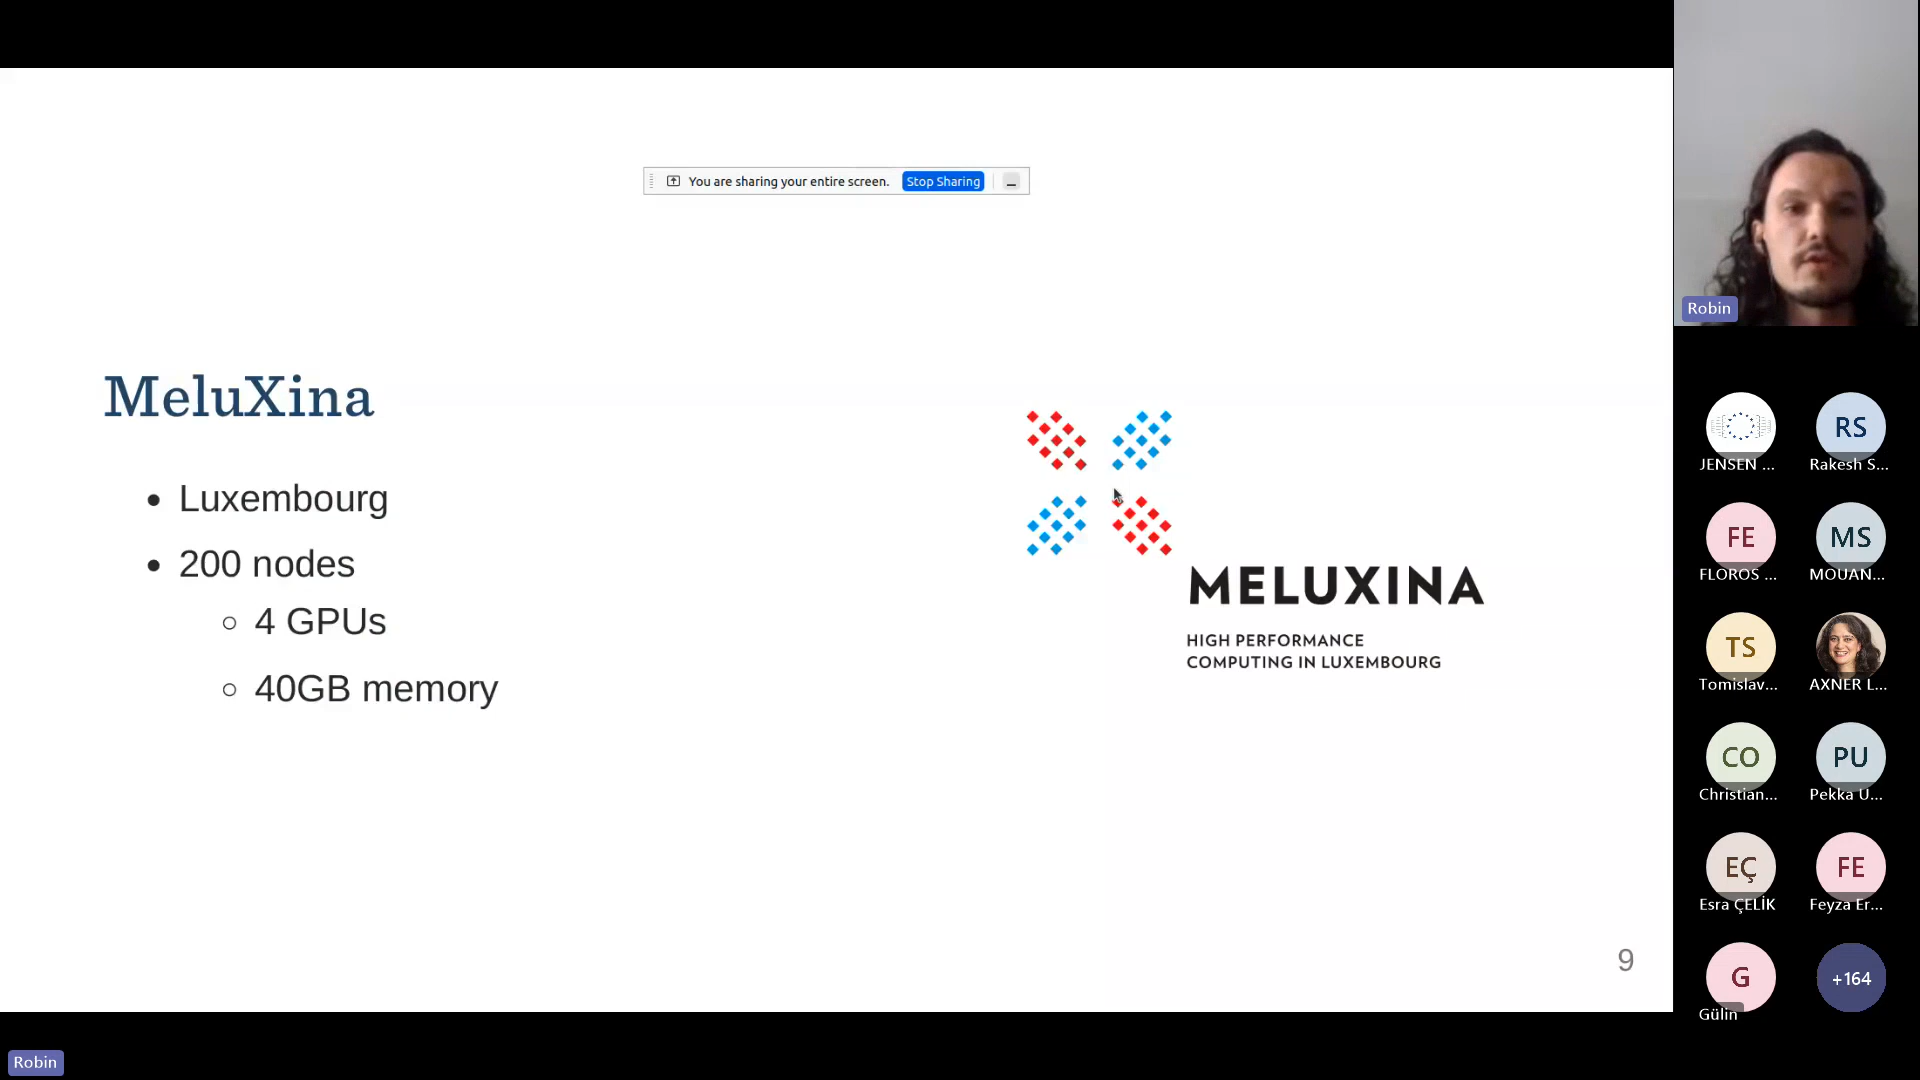 You are sharing your entire screen. Stop Sharing
MeluXina
Luxembourg
200 nodes
4 GPUs
40GB memory
MELUXINA
HIGH PERFORMANCE
COMPUTING IN LUXEMBOURG
9
Robin
JENSEN ...
RS
Rakesh S...
FE
FLOROS ...
MS
MOUAN...
TS
Tomislav...
AXNER L...
CO
Christian...
PU
Pekka U...
EÇ
Esra ÇELİK
FE
Feyza Er...
G
Gülin
+164
Robin